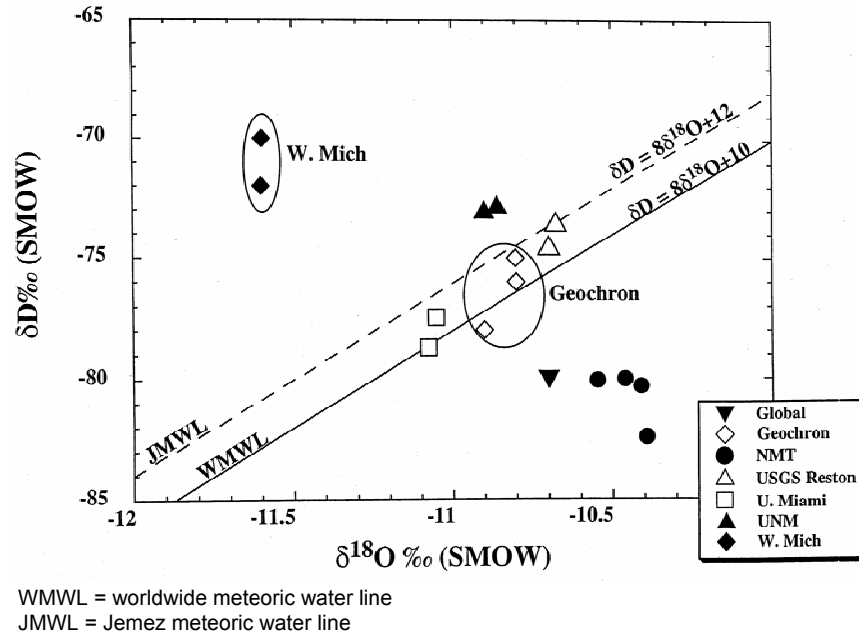 -65
-70
-75
-80
-85
δD‰ (SMOW)
W. Mich
δD = 8δ¹⁸O+12
δD = 8δ¹⁸O+10
Geochron
JMWL
WMWL
-12
-11.5
-11
-10.5
δ¹⁸O ‰ (SMOW)
Global
Geochron
NMT
USGS Reston
U. Miami
UNM
W. Mich
WMWL = worldwide meteoric water line
JMWL = Jemez meteoric water line